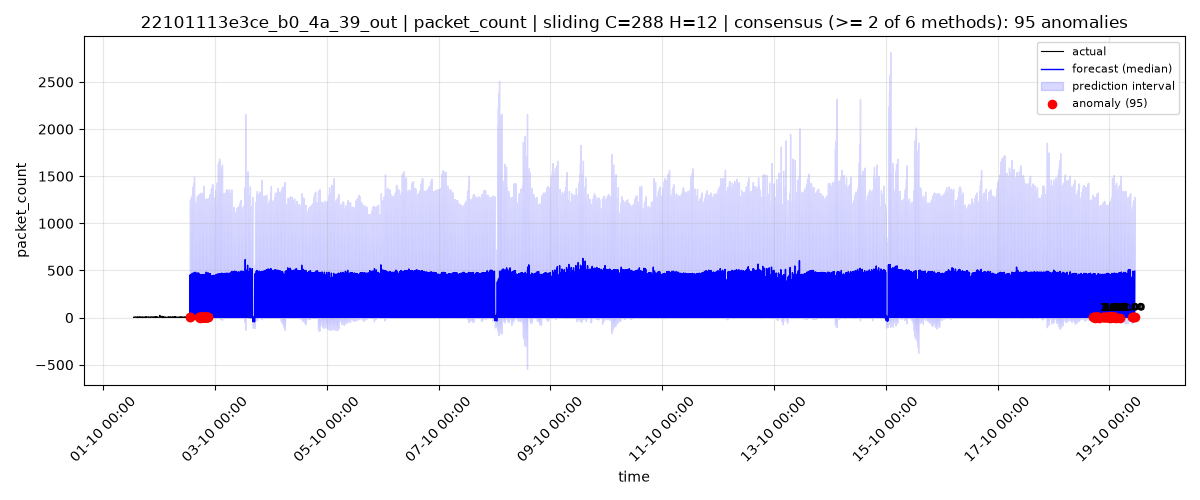 22101113e3ce_b0_4a_39_out | packet_count | sliding C=288 H=12 | consensus (>= 2 of 6 methods): 95 anomalies
actual
forecast (median)
prediction interval
anomaly (95)
packet_count
2500
2000
1500
1000
500
0
−500
01-10 00:00
03-10 00:00
05-10 00:00
07-10 00:00
09-10 00:00
11-10 00:00
13-10 00:00
15-10 00:00
17-10 00:00
19-10 00:00
time